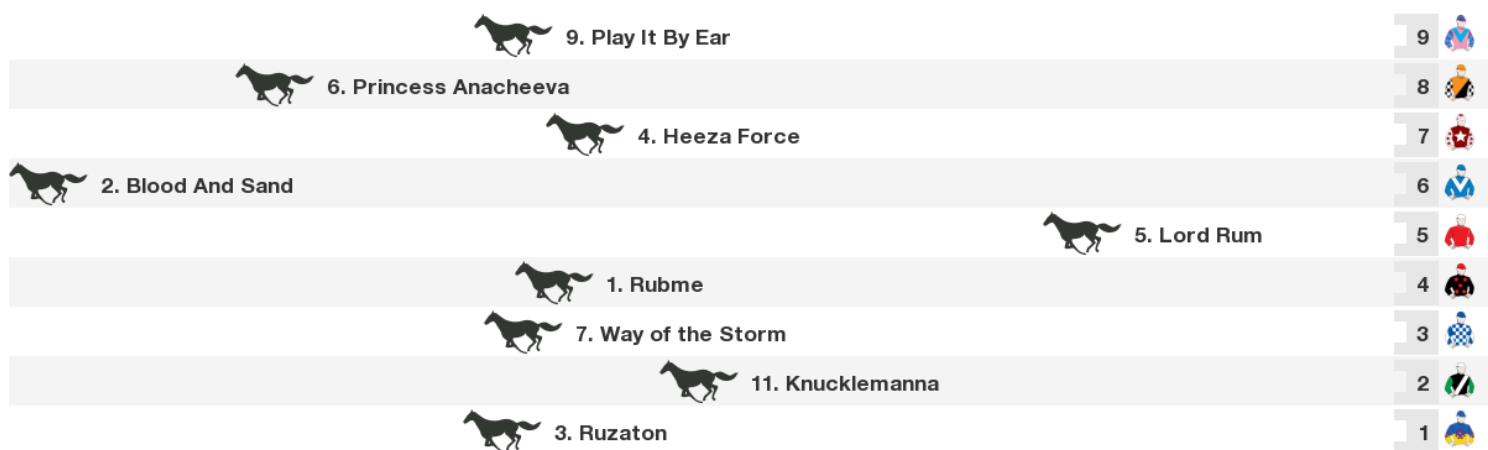 9. Play It By Ear 9
6. Princess Anacheeva 8
4. Heeza Force 7
2. Blood And Sand 6
5. Lord Rum 5
1. Rubme 4
7. Way of the Storm 3
11. Knucklemanna 2
3. Ruzaton 1